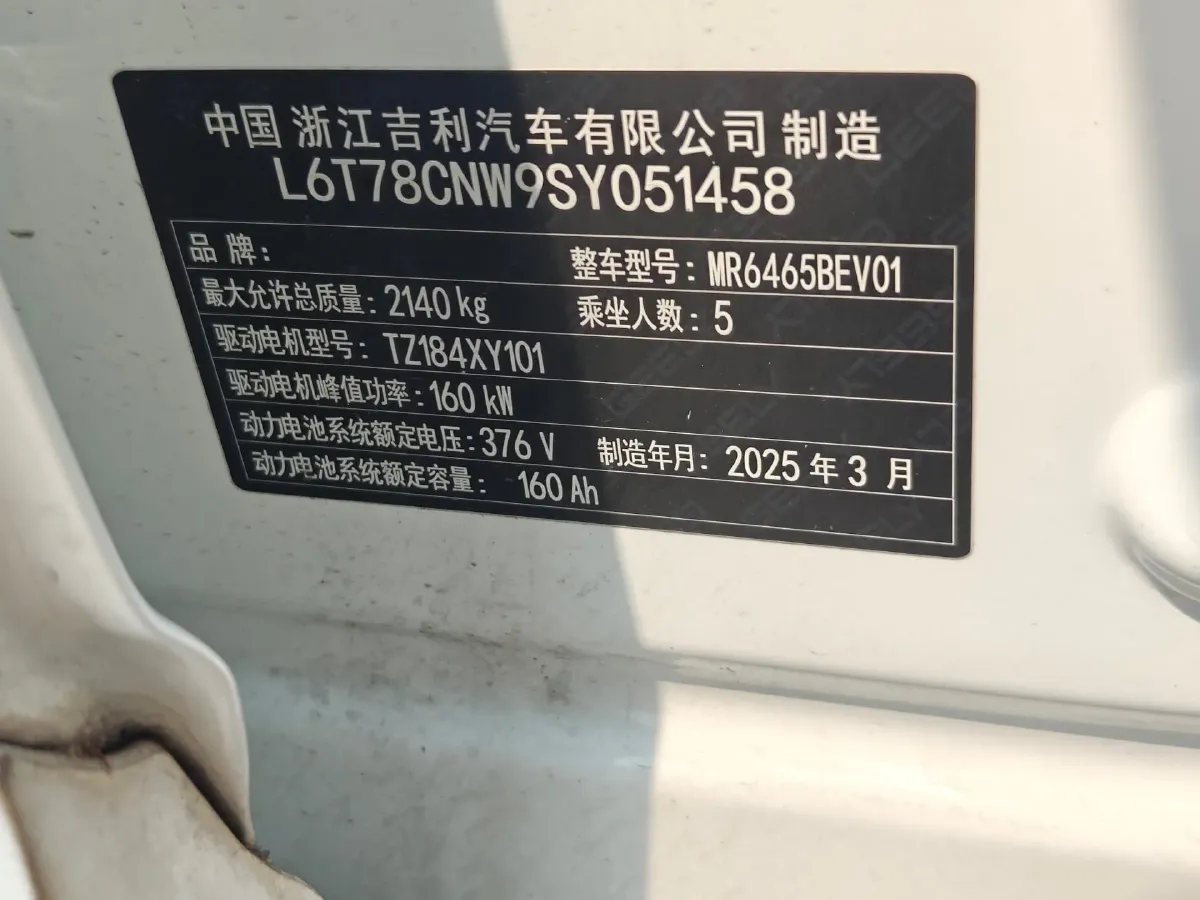 中国 浙江吉利汽车有限公司 制造
L6T78CNW9SY051458
品 牌: 整车型号: MR6465BEV01
最大允许总质量: 2140 kg 乘坐人数: 5
驱动电机型号: TZ184XY101
驱动电机峰值功率: 160 kW
动力电池系统额定电压: 376 V 制造年月: 2025 年 3 月
动力电池系统额定容量: 160 Ah